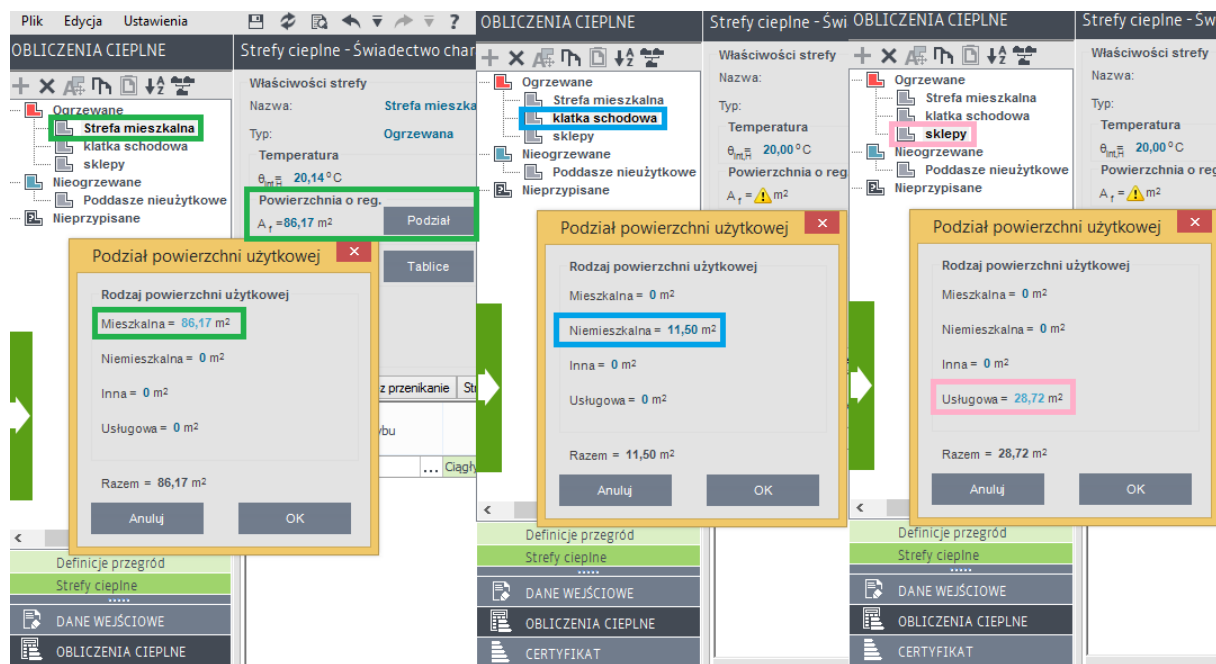 Plik Edycja Ustawienia
?
OBLICZENIA CIEPLNE
Strefy cieplne - Świadectwo char
Ogrzewane
Strefa mieszkalna
klatka schodowa
sklepy
Nieogrzewane
Poddasze nieużytkowe
Nieprzypisane
Właściwości strefy
Nazwa: Strefa mieszka
Typ: Ogrzewana
Temperatura
θint,H = 20,14 °C
Powierzchnia o reg.
A f =86,17 m²
Podział
Tablice
Podział powierzchni użytkowej
Rodzaj powierzchni użytkowej
Mieszkalna = 86,17 m²
Niemieszkalna = 0 m²
Inna = 0 m²
Usługowa = 0 m²
Razem = 86,17 m²
Anuluj OK
z przenikanie St
ybu
... Ciągły
Definicje przegród
Strefy cieplne
DANE WEJŚCIOWE
OBLICZENIA CIEPLNE
OBLICZENIA CIEPLNE
Strefy cieplne - Świ
Ogrzewane
Strefa mieszkalna
klatka schodowa
sklepy
Nieogrzewane
Poddasze nieużytkowe
Nieprzypisane
Właściwości strefy
Nazwa:
Typ:
Temperatura
θint,H = 20,00 °C
Powierzchnia o reg
A f = m²
Podział powierzchni użytkowej
Rodzaj powierzchni użytkowej
Mieszkalna = 0 m²
Niemieszkalna = 11,50 m²
Inna = 0 m²
Usługowa = 0 m²
Razem = 11,50 m²
Anuluj OK
Definicje przegród
Strefy cieplne
DANE WEJŚCIOWE
OBLICZENIA CIEPLNE
CERTYFIKAT
OBLICZENIA CIEPLNE
Strefy cieplne - Św
Ogrzewane
Strefa mieszkalna
klatka schodowa
sklepy
Nieogrzewane
Poddasze nieużytkowe
Nieprzypisane
Właściwości strefy
Nazwa:
Typ:
Temperatura
θint,H = 20,00 °C
Powierzchnia o reg
A f = m²
Podział powierzchni użytkowej
Rodzaj powierzchni użytkowej
Mieszkalna = 0 m²
Niemieszkalna = 0 m²
Inna = 0 m²
Usługowa = 28,72 m²
Razem = 28,72 m²
Anuluj OK
Definicje przegród
Strefy cieplne
DANE WEJŚCIOWE
OBLICZENIA CIEPLNE
CERTYFIKAT